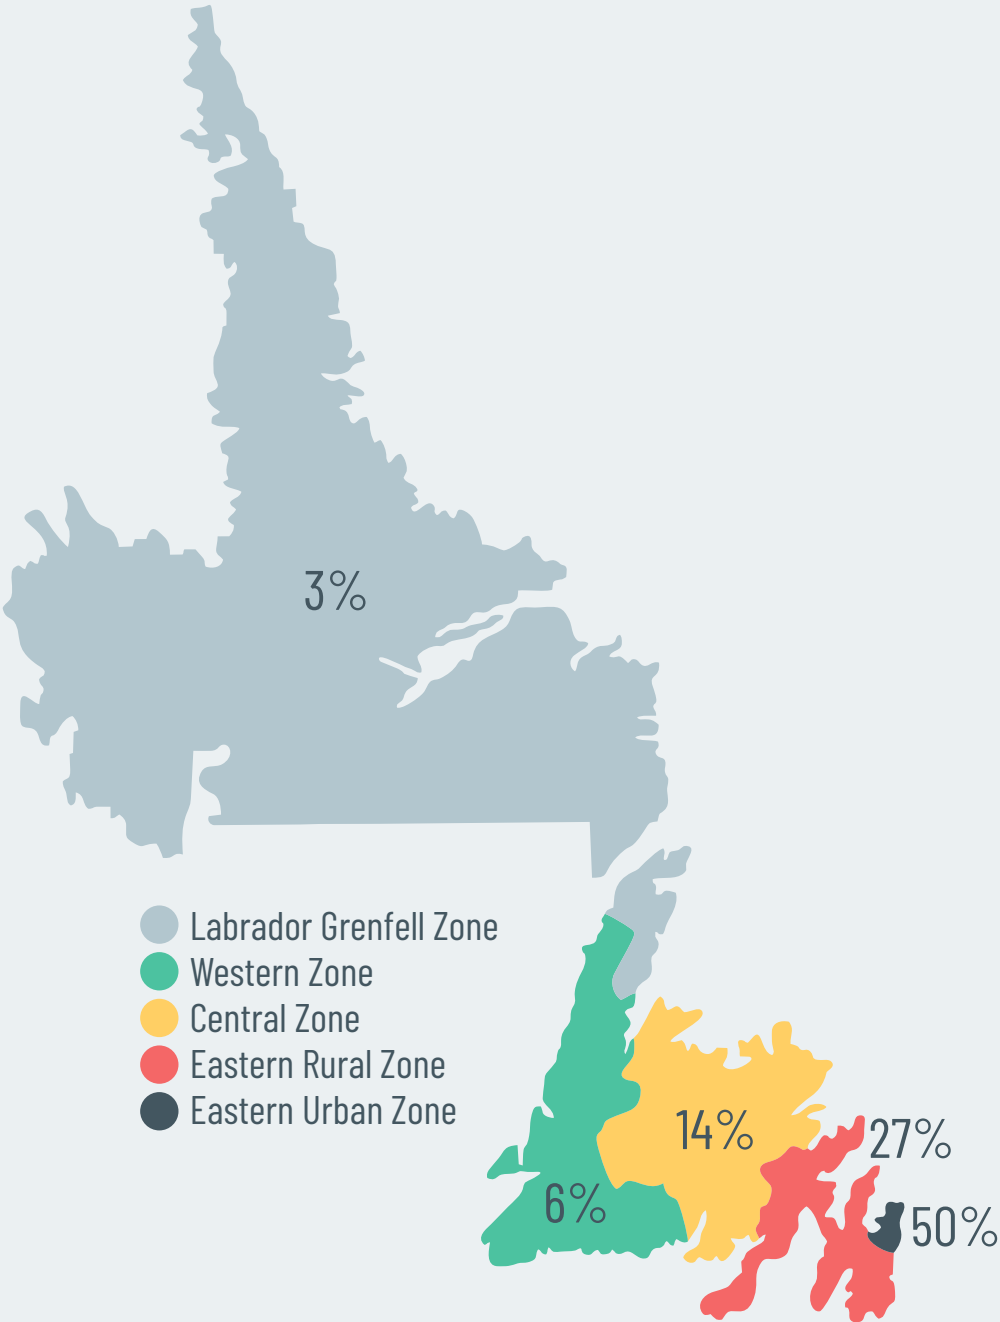 3%
Labrador Grenfell Zone
Western Zone
Central Zone
Eastern Rural Zone
Eastern Urban Zone
14%
27%
6%
50%